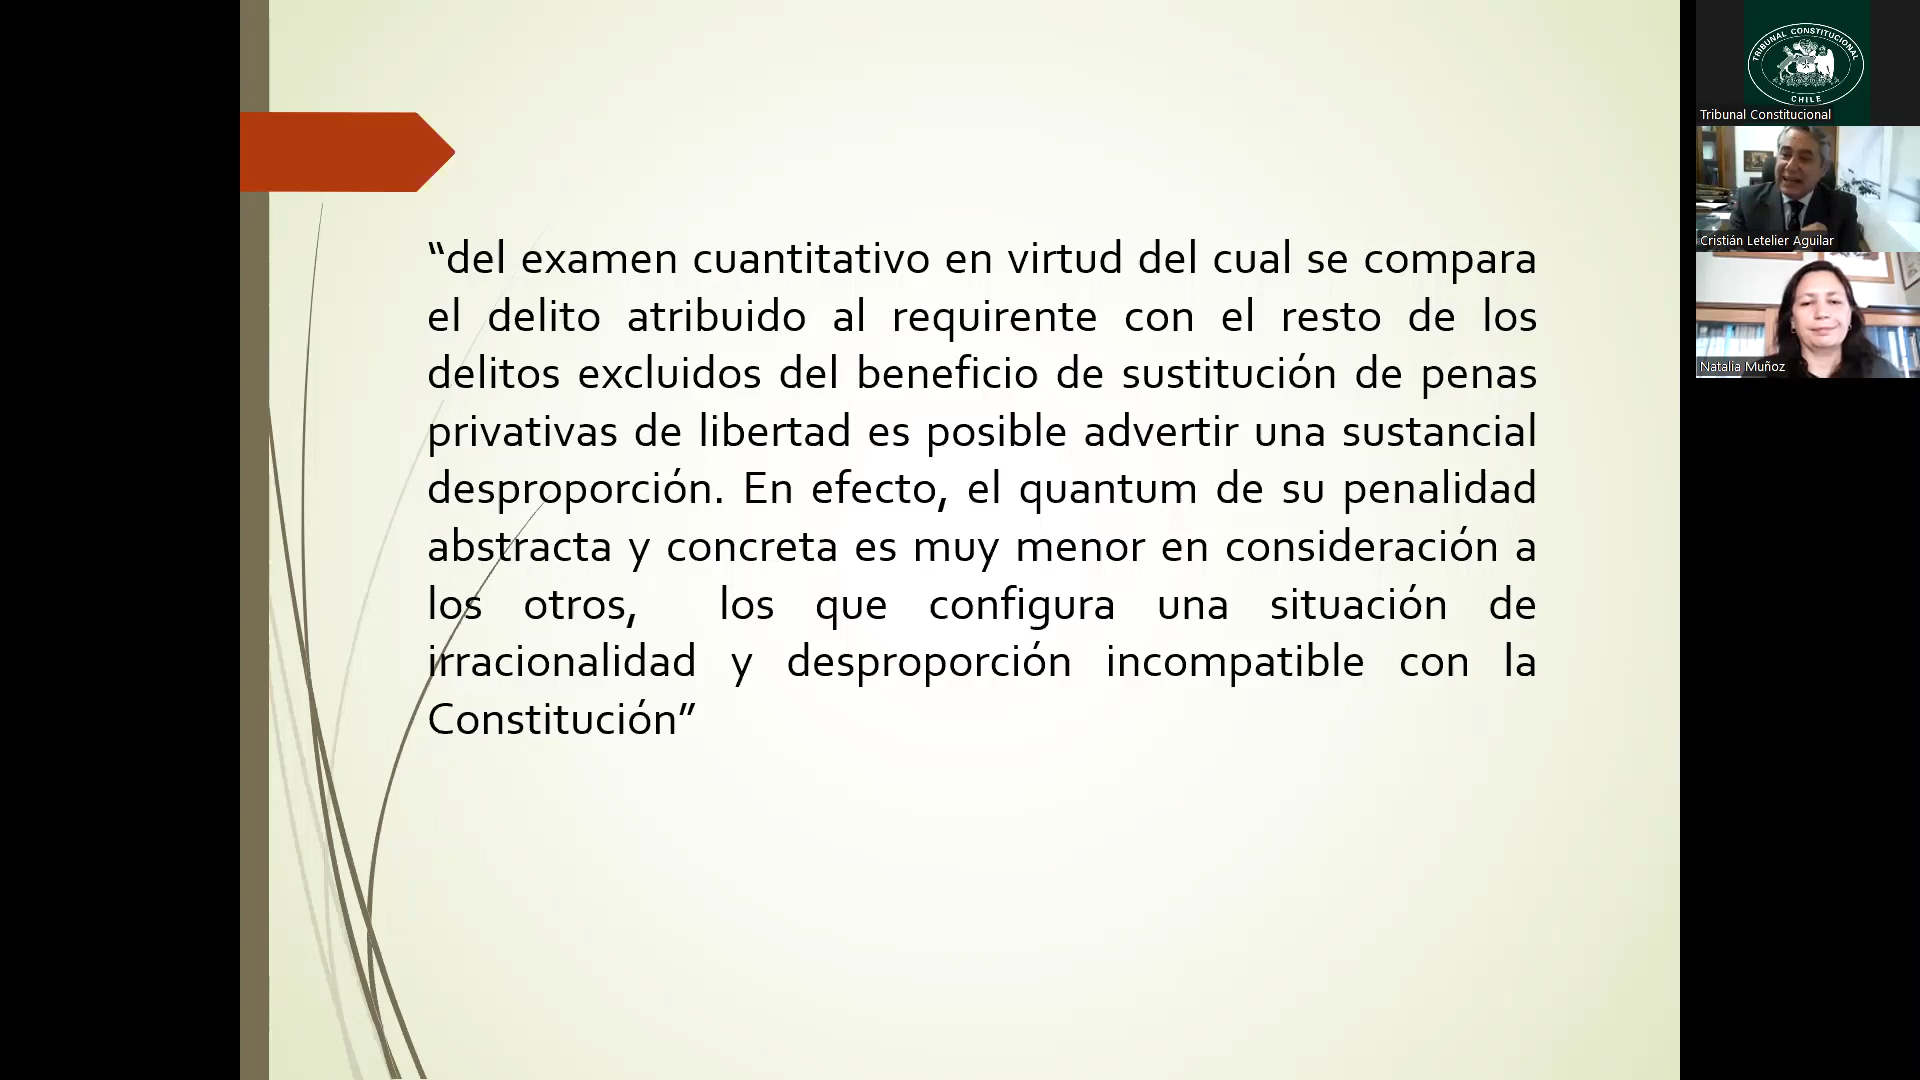 “del examen cuantitativo en virtud del cual se compara
el delito atribuido al requirente con el resto de los
delitos excluidos del beneficio de sustitución de penas
privativas de libertad es posible advertir una sustancial
desproporción. En efecto, el quantum de su penalidad
abstracta y concreta es muy menor en consideración a
los otros, los que configura una situación de
irracionalidad y desproporción incompatible con la
Constitución”
TRIBUNAL CONSTITUCIONAL
CHILE
Tribunal Constitucional
Cristián Letelier Aguilar
Natalia Muñoz